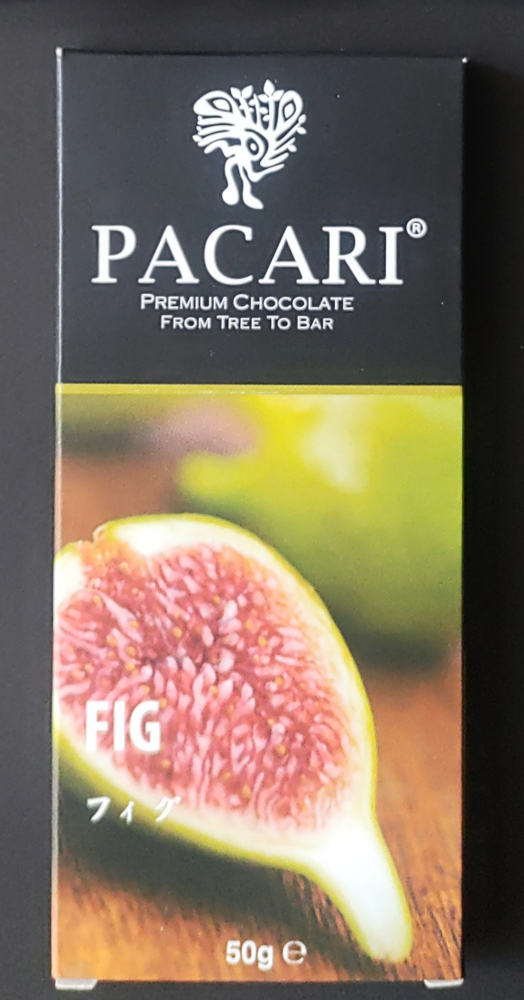 PACARI®
PREMIUM CHOCOLATE
FROM TREE TO BAR
FIG
フィグ
50g ℮